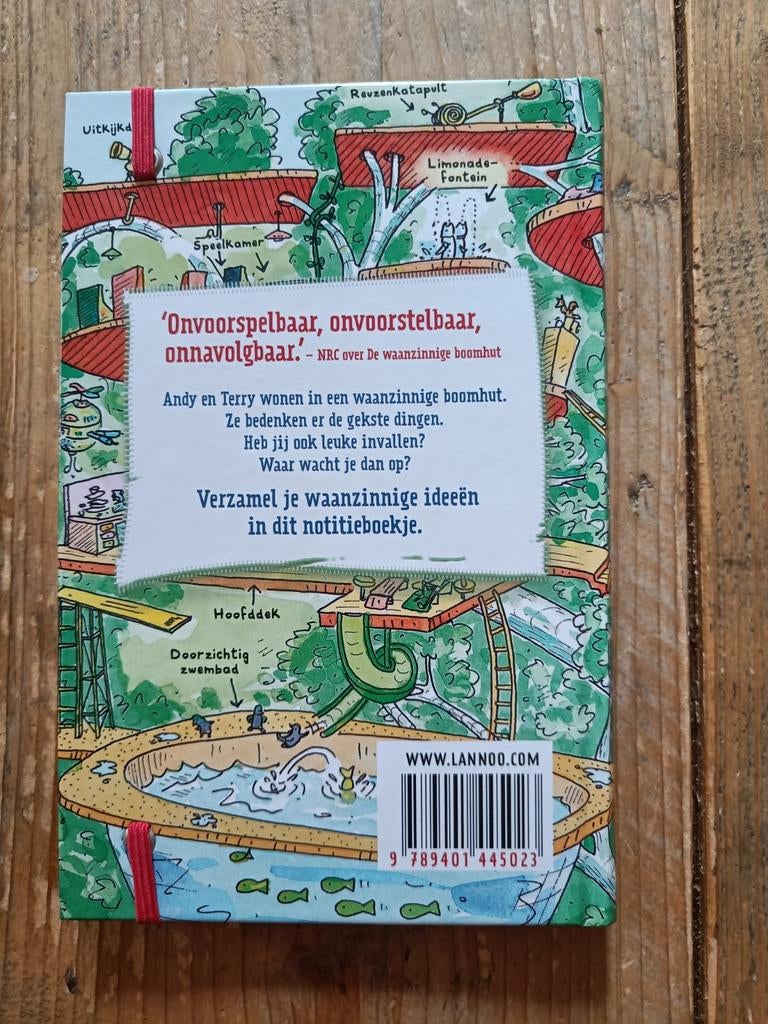 Reuzenkatapult
Uitkijkd
Limonade-
fontein
Speelkamer
‘Onvoorspelbaar, onvoorstelbaar,
onnavolgbaar.’ – NRC over De waanzinnige boomhut
Andy en Terry wonen in een waanzinnige boomhut.
Ze bedenken er de gekste dingen.
Heb jij ook leuke invallen?
Waar wacht je dan op?
Verzamel je waanzinnige ideeën
in dit notitieboekje.
Hoofddek
Doorzichtig
zwembad
WWW.LANNOO.COM
9 789401 445023